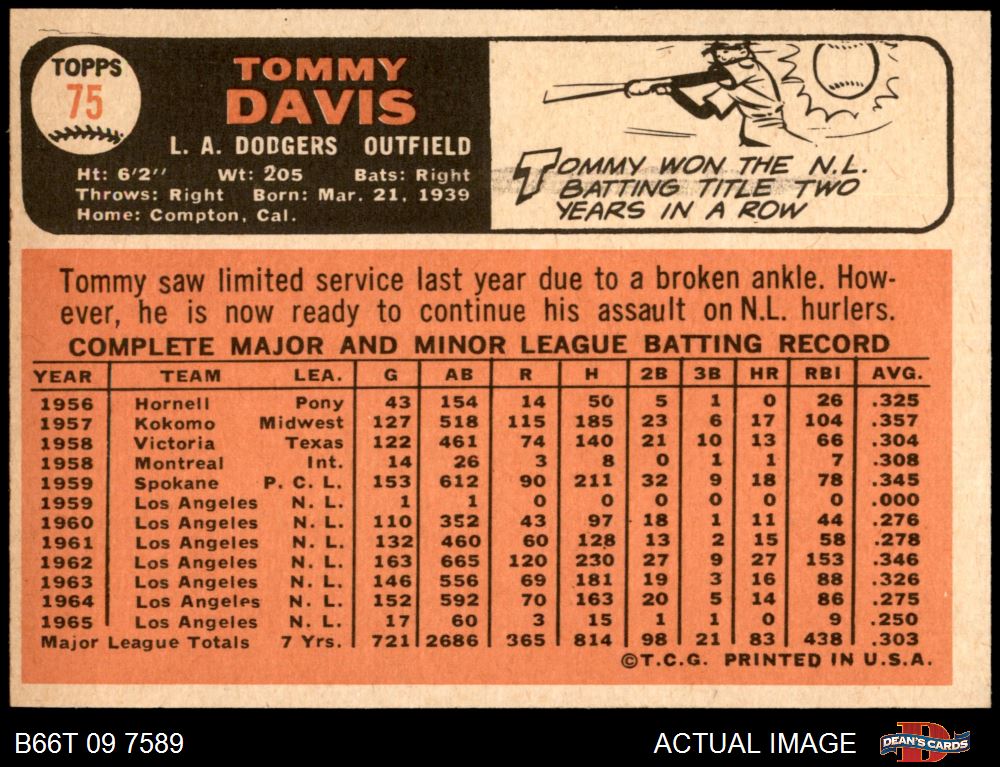 TOPPS
75
TOMMY
DAVIS
L. A. DODGERS OUTFIELD
Ht: 6'2'' Wt: 205 Bats: Right
Throws: Right Born: Mar. 21, 1939
Home: Compton, Cal.
TOMMY WON THE N.L.
BATTING TITLE TWO
YEARS IN A ROW
Tommy saw limited service last year due to a broken ankle. How-
ever, he is now ready to continue his assault on N.L. hurlers.
COMPLETE MAJOR AND MINOR LEAGUE BATTING RECORD
YEAR TEAM LEA. G AB R H 2B 3B HR RBI AVG.
1956 Hornell Pony 43 154 14 50 5 1 0 26 .325
1957 Kokomo Midwest 127 518 115 185 23 6 17 104 .357
1958 Victoria Texas 122 461 74 140 21 10 13 66 .304
1958 Montreal Int. 14 26 3 8 0 1 1 7 .308
1959 Spokane P. C. L. 153 612 90 211 32 9 18 78 .345
1959 Los Angeles N. L. 1 1 0 0 0 0 0 0 .000
1960 Los Angeles N. L. 110 352 43 97 18 1 11 44 .276
1961 Los Angeles N. L. 132 460 60 128 13 2 15 58 .278
1962 Los Angeles N. L. 163 665 120 230 27 9 27 153 .346
1963 Los Angeles N. L. 146 556 69 181 19 3 16 88 .326
1964 Los Angeles N. L. 152 592 70 163 20 5 14 86 .275
1965 Los Angeles N. L. 17 60 3 15 1 1 0 9 .250
Major League Totals 7 Yrs. 721 2686 365 814 98 21 83 438 .303
©T.C.G. PRINTED IN U.S.A.
B66T 09 7589
ACTUAL IMAGE
DEAN'S CARDS